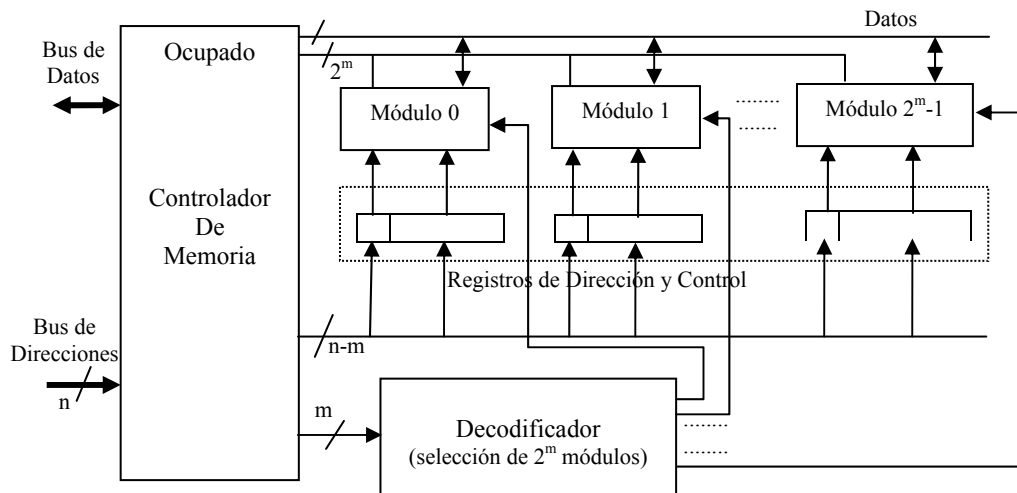 Datos
Bus de
Datos
Ocupado
2^m
Módulo 0
Módulo 1
........
........
Módulo 2^m-1
Controlador
De
Memoria
Registros de Dirección y Control
Bus de
Direcciones
n
n-m
m
Decodificador
(selección de 2^m módulos)
........
........